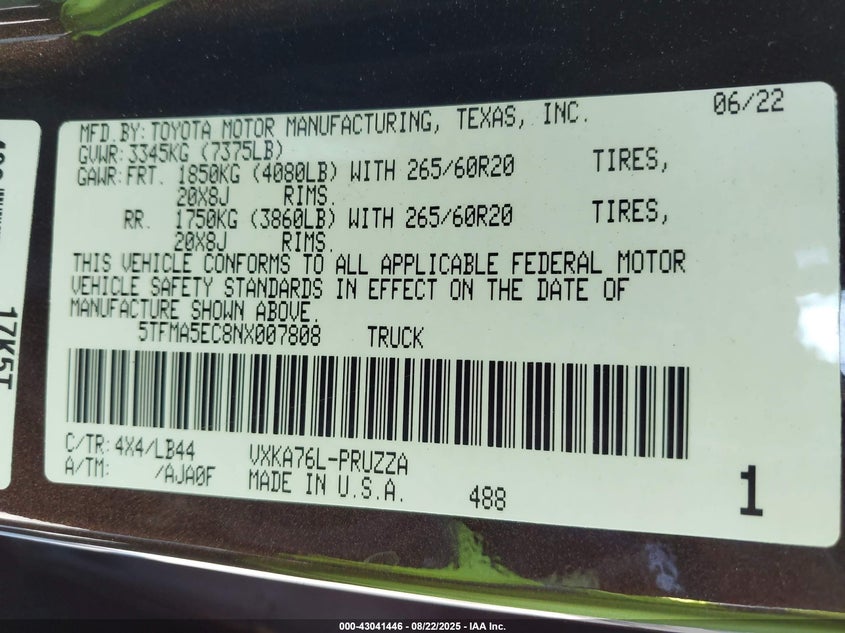 MFD.BY:TOYOTA MOTOR MANUFACTURING, TEXAS, INC. 06/22
GVWR:3345KG (7375LB)
GAWR:FRT. 1850KG (4080LB) WITH 265/60R20 TIRES,
20X8J RIMS.
RR. 1750KG (3860LB) WITH 265/60R20 TIRES,
20X8J RIMS.
THIS VEHICLE CONFORMS TO ALL APPLICABLE FEDERAL MOTOR
VEHICLE SAFETY STANDARDS IN EFFECT ON THE DATE OF
MANUFACTURE SHOWN ABOVE.
5TFMA5EC8NX007808 TRUCK
C/TR:4X4/LB44 VXKA76L-PRUZZA
A/TM: /AJA0F MADE IN U.S.A. 488 1
17K5T
000-43041446 - 08/22/2025 - IAA Inc.